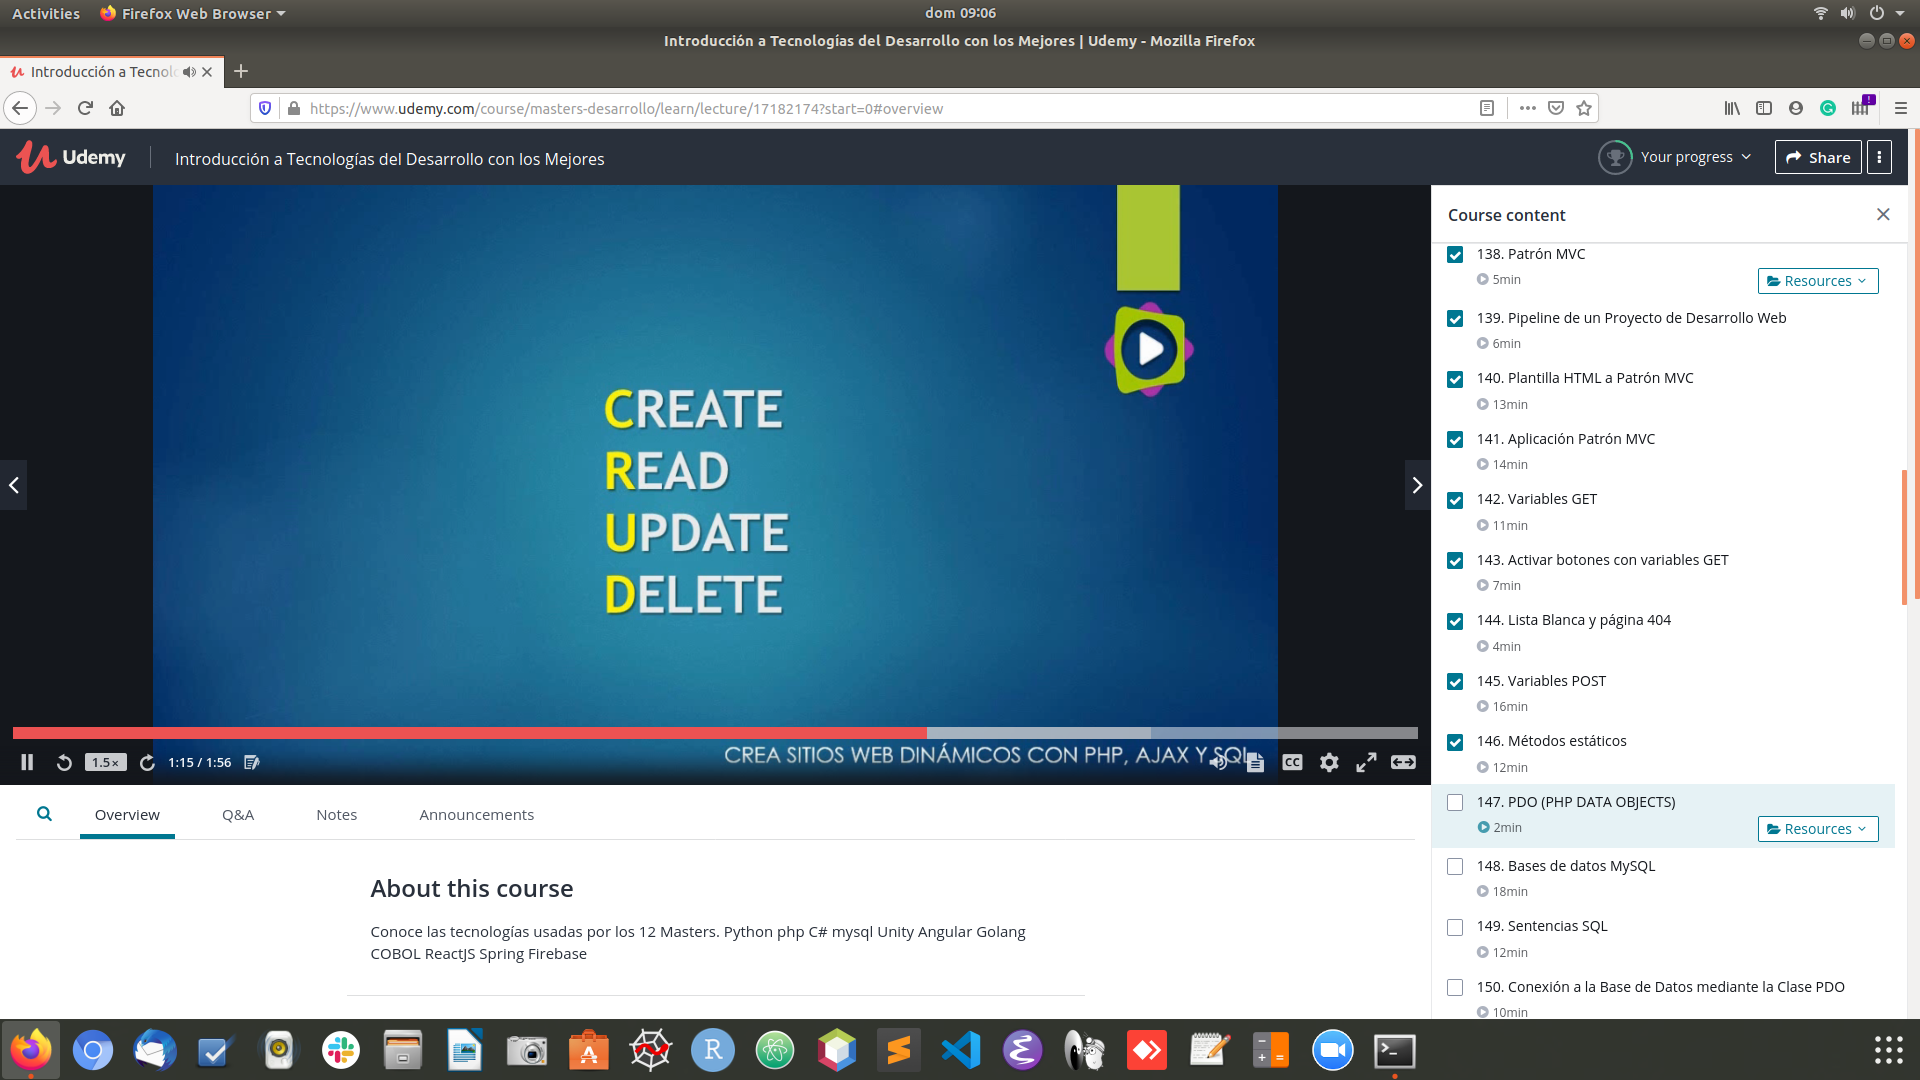 Activities
Firefox Web Browser
dom 09:06
Introducción a Tecnologías del Desarrollo con los Mejores | Udemy - Mozilla Firefox
Introducción a Tecnolo
https://www.udemy.com/course/masters-desarrollo/learn/lecture/17182174?start=0#overview
Udemy
Introducción a Tecnologías del Desarrollo con los Mejores
Your progress
Share
CREATE
READ
UPDATE
DELETE
CREA SITIOS WEB DINÁMICOS CON PHP, AJAX Y SQL
1.5×
1:15 / 1:56
CC
Overview
Q&A
Notes
Announcements
About this course
Conoce las tecnologías usadas por los 12 Masters. Python php C# mysql Unity Angular Golang
COBOL ReactJS Spring Firebase
Course content
138. Patrón MVC
5min
Resources
139. Pipeline de un Proyecto de Desarrollo Web
6min
140. Plantilla HTML a Patrón MVC
13min
141. Aplicación Patrón MVC
14min
142. Variables GET
11min
143. Activar botones con variables GET
7min
144. Lista Blanca y página 404
4min
145. Variables POST
16min
146. Métodos estáticos
12min
147. PDO (PHP DATA OBJECTS)
2min
Resources
148. Bases de datos MySQL
18min
149. Sentencias SQL
12min
150. Conexión a la Base de Datos mediante la Clase PDO
10min